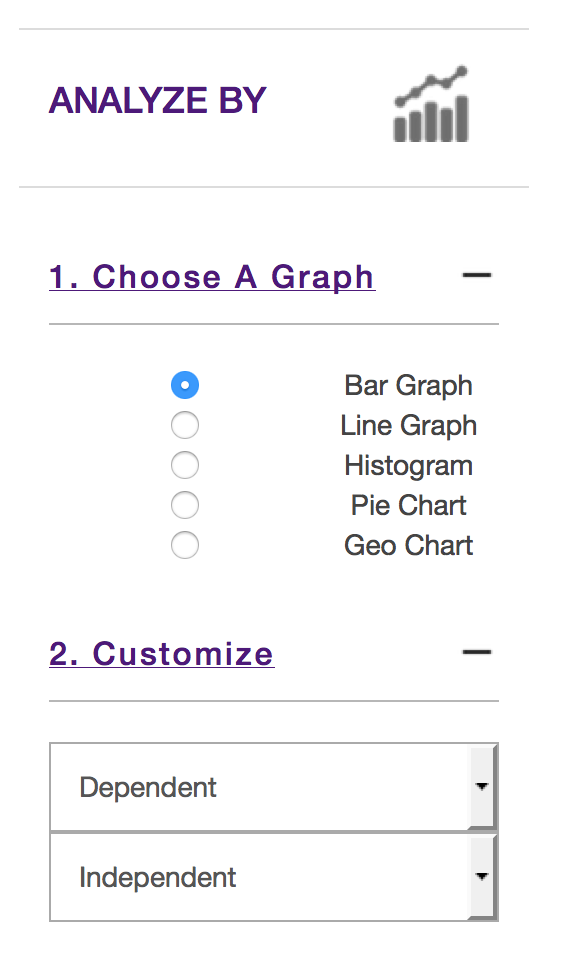 ANALYZE BY
1. Choose A Graph
Bar Graph
Line Graph
Histogram
Pie Chart
Geo Chart
2. Customize
Dependent
Independent